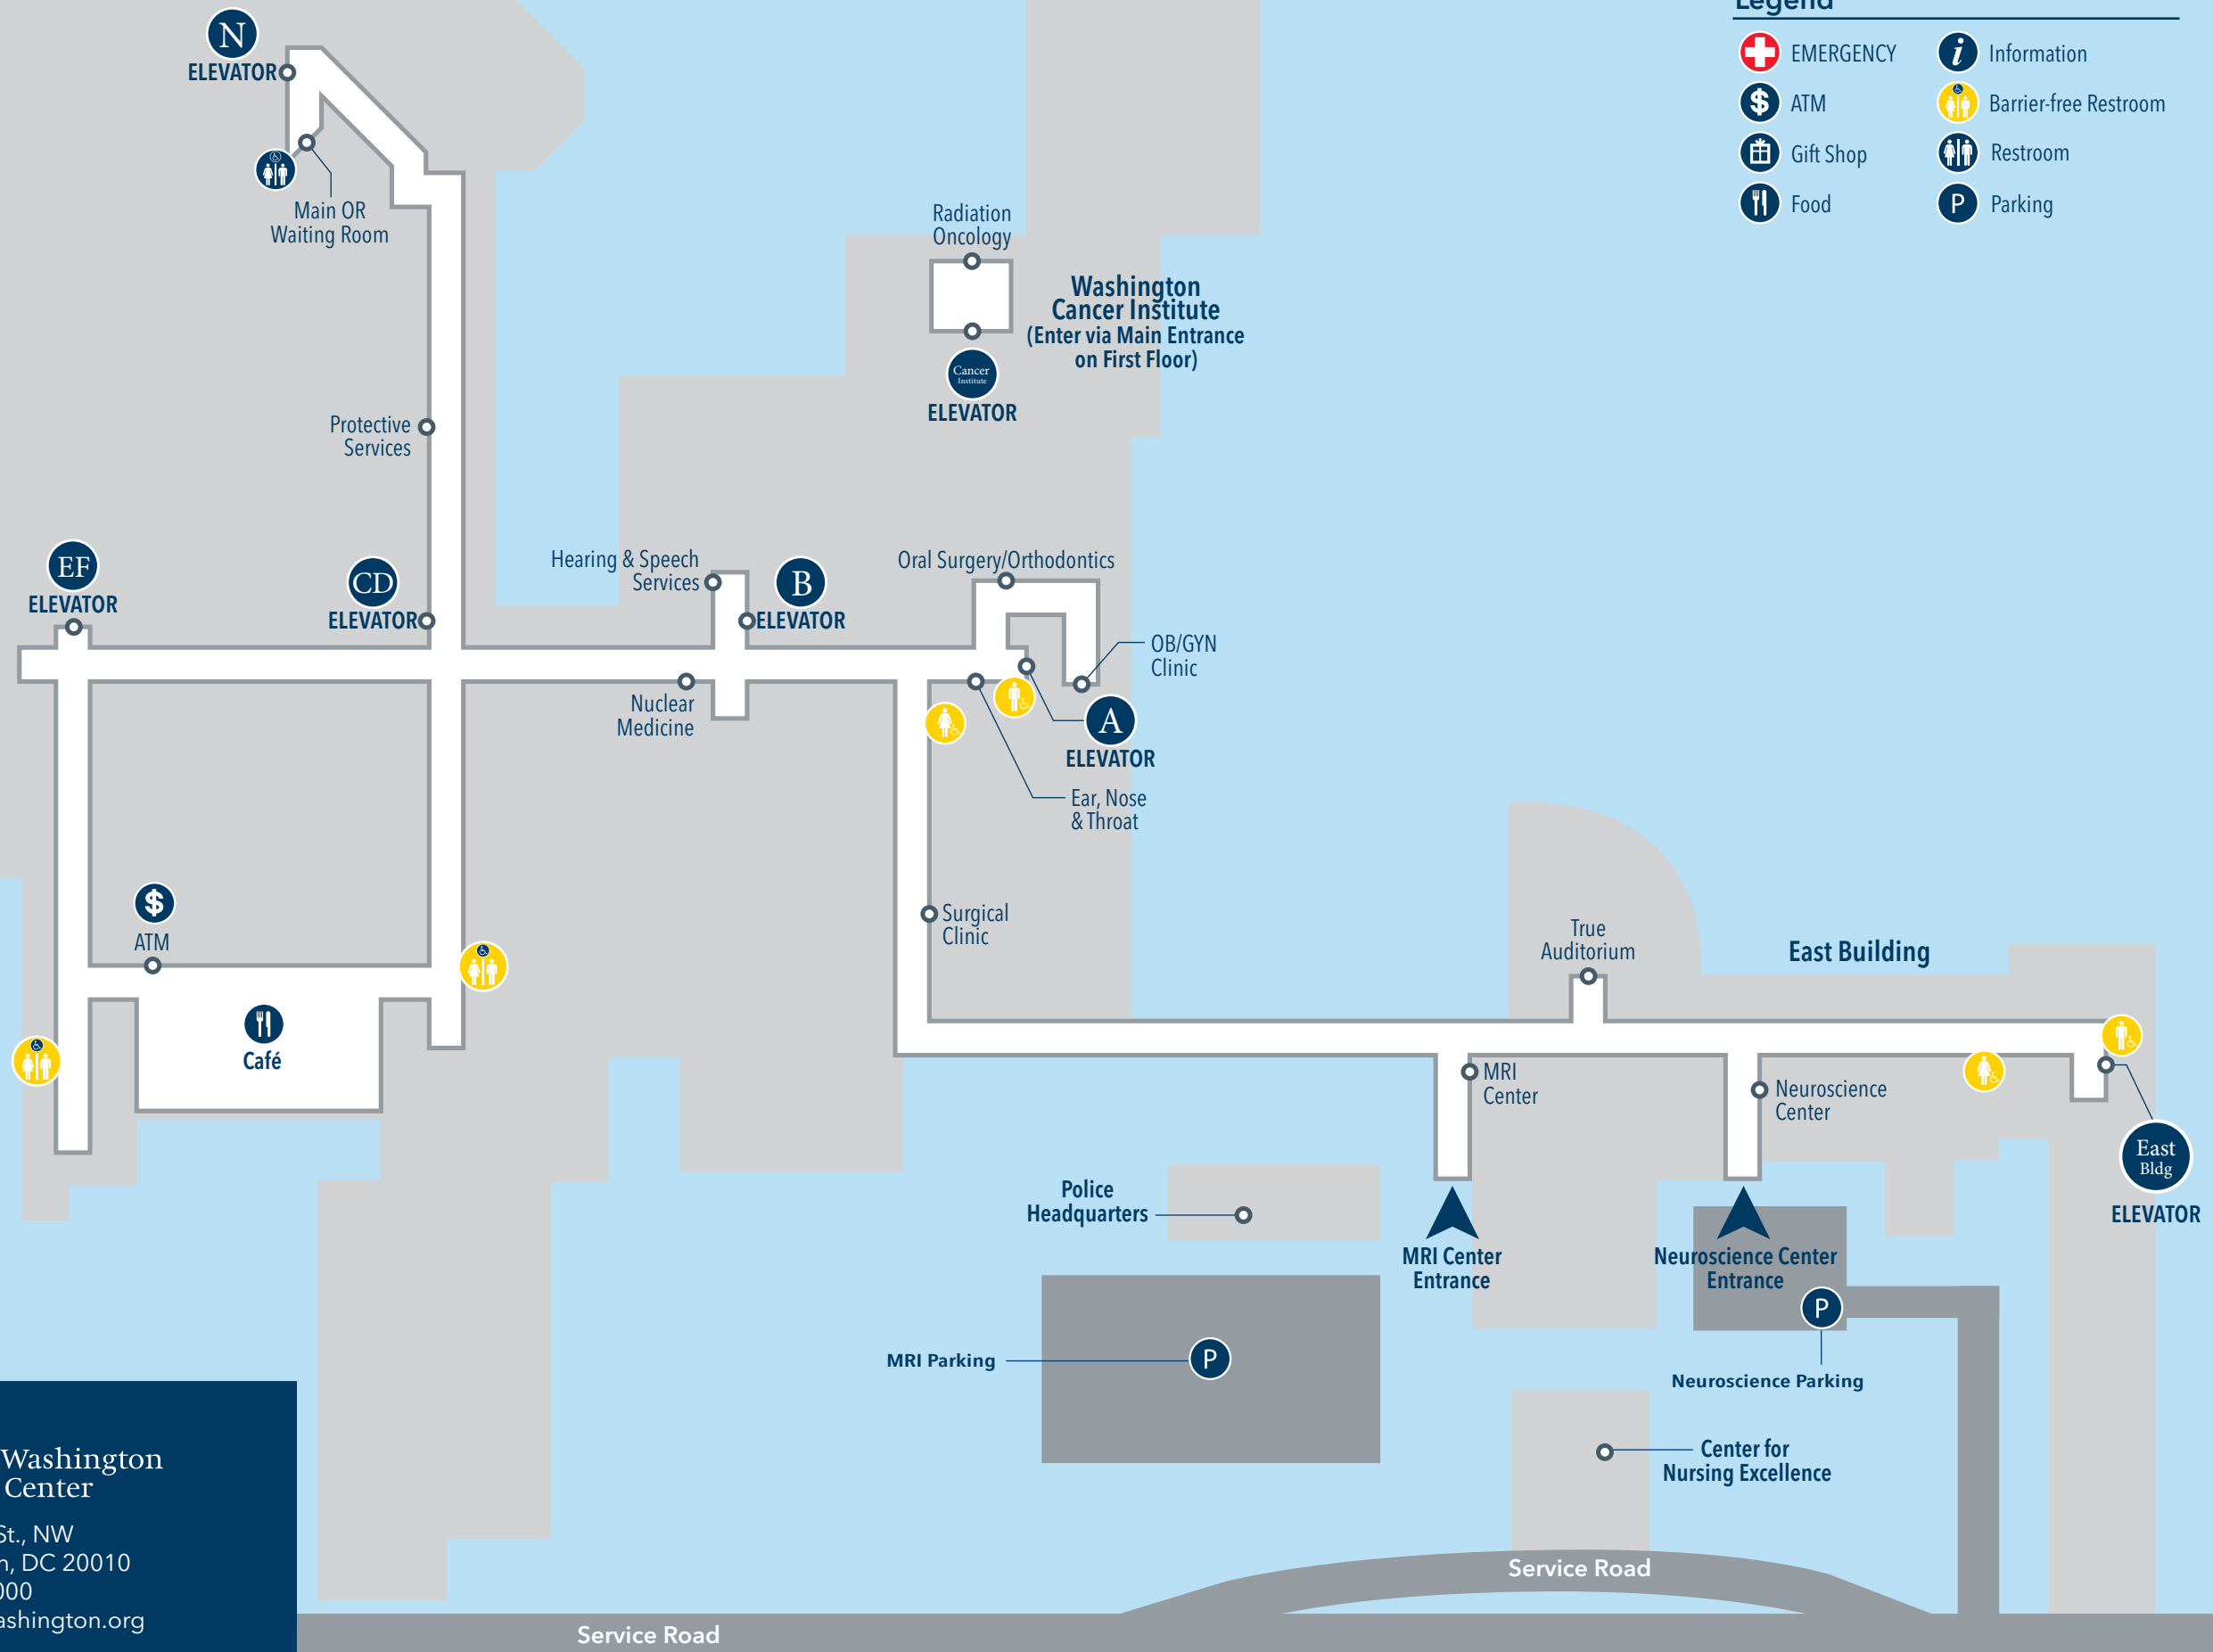 Legend
EMERGENCY
Information
$
ATM
Barrier-free Restroom
Gift Shop
Restroom
Food
P
Parking
N
ELEVATOR
Main OR
Waiting Room
Radiation
Oncology
Washington
Cancer Institute
(Enter via Main Entrance
on First Floor)
Cancer
Institute
ELEVATOR
Protective
Services
EF
ELEVATOR
CD
ELEVATOR
Hearing & Speech
Services
B
ELEVATOR
Oral Surgery/Orthodontics
OB/GYN
Clinic
Nuclear
Medicine
A
ELEVATOR
Ear, Nose
& Throat
$
ATM
Surgical
Clinic
True
Auditorium
East Building
Café
MRI
Center
Neuroscience
Center
East
Bldg
ELEVATOR
Police
Headquarters
MRI Center
Entrance
Neuroscience Center
Entrance
P
MRI Parking
P
Neuroscience Parking
Center for
Nursing Excellence
Washington
Center
St., NW
n, DC 20010
000
ashington.org
Service Road
Service Road